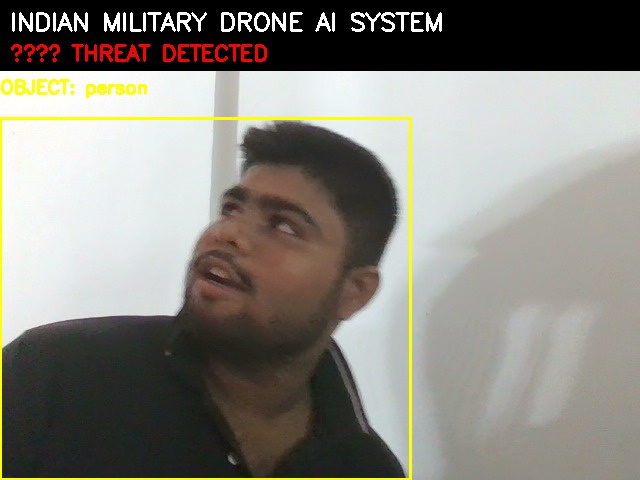 INDIAN MILITARY DRONE AI SYSTEM
???? THREAT DETECTED
OBJECT: person